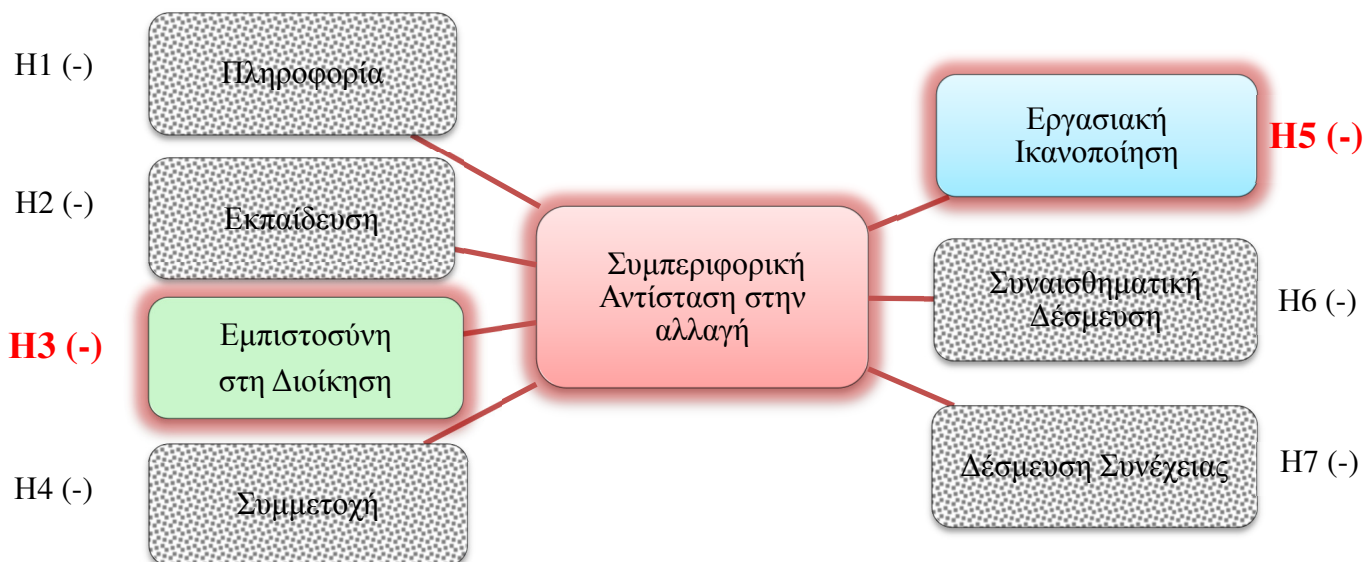 H1 (-)
Πληροφορία
H2 (-)
Εκπαίδευση
H3 (-)
Εμπιστοσύνη
στη Διοίκηση
H4 (-)
Συμμετοχή
Συμπεριφορική
Αντίσταση στην
αλλαγή
Εργασιακή
Ικανοποίηση
H5 (-)
Συναισθηματική
Δέσμευση
H6 (-)
Δέσμευση Συνέχειας
H7 (-)